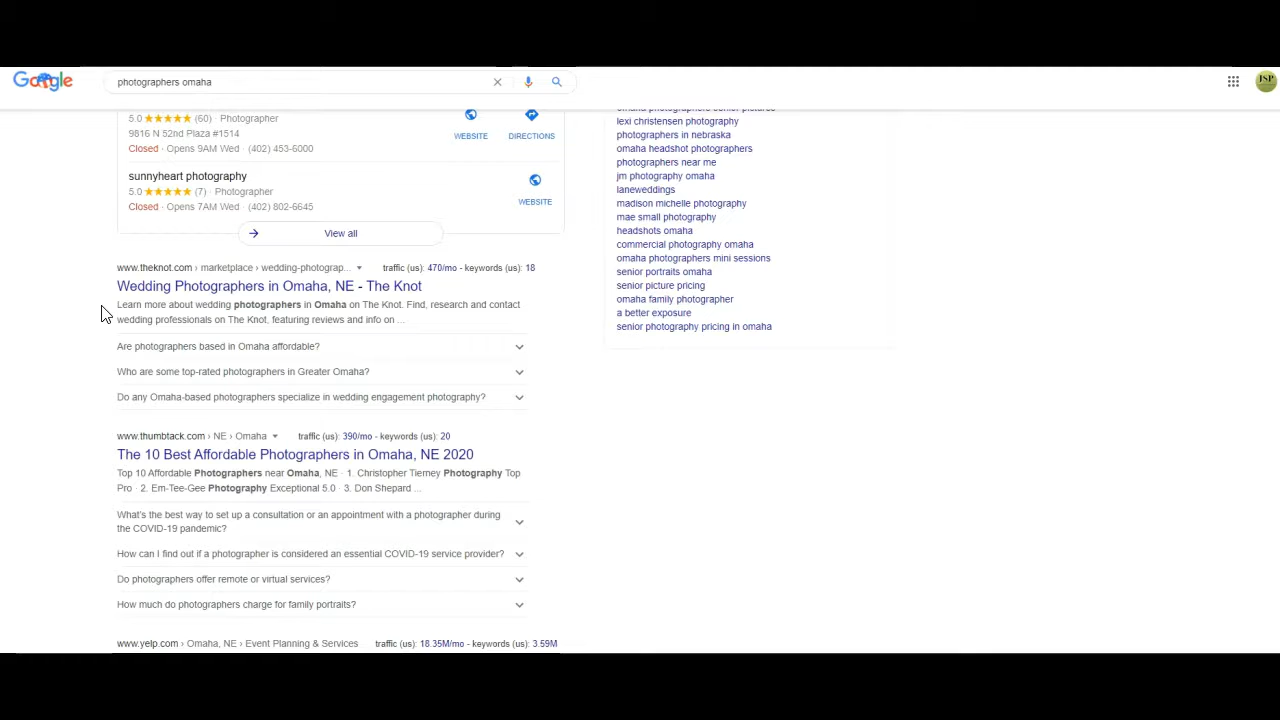 Google
photographers omaha
JSP
5.0 (60) · Photographer
9816 N 52nd Plaza #1514
Closed · Opens 9AM Wed · (402) 453-6000
WEBSITE
DIRECTIONS
sunnyheart photography
5.0 (7) · Photographer
Closed · Opens 7AM Wed · (402) 802-6645
WEBSITE
View all
www.theknot.com › marketplace › wedding-photograp... traffic (us): 470/mo - keywords (us): 18
Wedding Photographers in Omaha, NE - The Knot
Learn more about wedding photographers in Omaha on The Knot. Find, research and contact
wedding professionals on The Knot, featuring reviews and info on ...
Are photographers based in Omaha affordable?
Who are some top-rated photographers in Greater Omaha?
Do any Omaha-based photographers specialize in wedding engagement photography?
www.thumbtack.com › NE › Omaha traffic (us): 390/mo - keywords (us): 20
The 10 Best Affordable Photographers in Omaha, NE 2020
Top 10 Affordable Photographers near Omaha, NE · 1. Christopher Tierney Photography Top
Pro · 2. Em-Tee-Gee Photography Exceptional 5.0 · 3. Don Shepard ...
What's the best way to set up a consultation or an appointment with a photographer during
the COVID-19 pandemic?
How can I find out if a photographer is considered an essential COVID-19 service provider?
Do photographers offer remote or virtual services?
How much do photographers charge for family portraits?
www.yelp.com › Omaha, NE › Event Planning & Services traffic (us): 18.35M/mo - keywords (us): 3.59M
omaha photographers senior pictures
lexi christensen photography
photographers in nebraska
omaha headshot photographers
photographers near me
jm photography omaha
laneweddings
madison michelle photography
mae small photography
headshots omaha
commercial photography omaha
omaha photographers mini sessions
senior portraits omaha
senior picture pricing
omaha family photographer
a better exposure
senior photography pricing in omaha